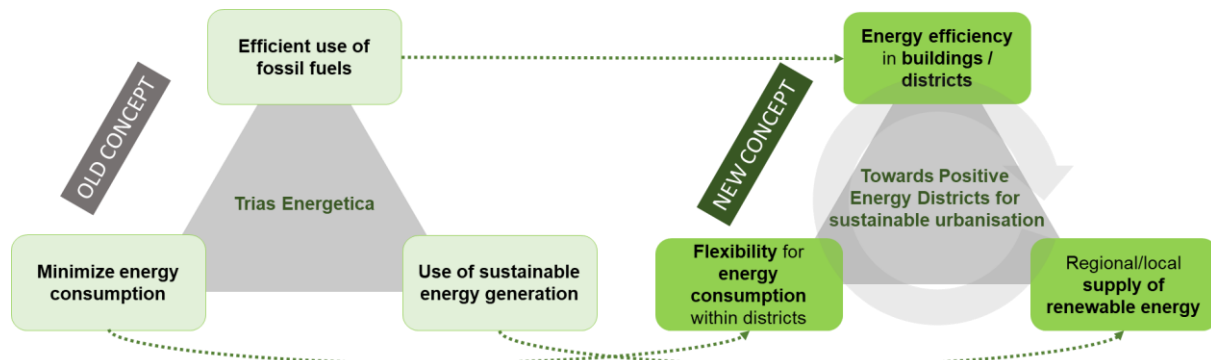 Efficient use of
fossil fuels
OLD CONCEPT
Trias Energetica
Minimize energy
consumption
Use of sustainable
energy generation
Energy efficiency
in buildings /
districts
NEW CONCEPT
Towards Positive
Energy Districts for
sustainable urbanisation
Flexibility for
energy
consumption
within districts
Regional/local
supply of
renewable energy